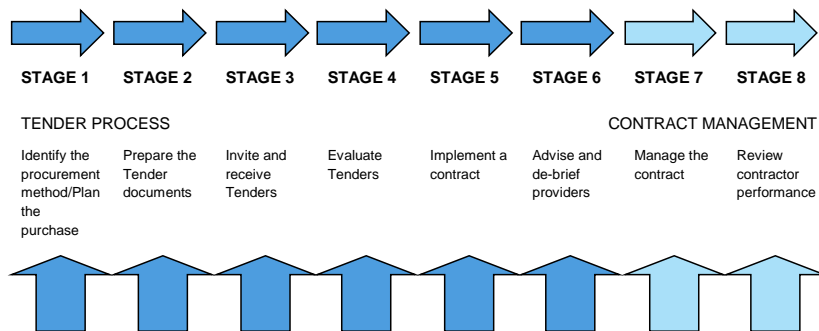 STAGE 1 STAGE 2 STAGE 3 STAGE 4 STAGE 5 STAGE 6 STAGE 7 STAGE 8
TENDER PROCESS CONTRACT MANAGEMENT
Identify the
procurement
method/Plan
the
purchase
Prepare the
Tender
documents
Invite and
receive
Tenders
Evaluate
Tenders
Implement a
contract
Advise and
de-brief
providers
Manage the
contract
Review
contractor
performance